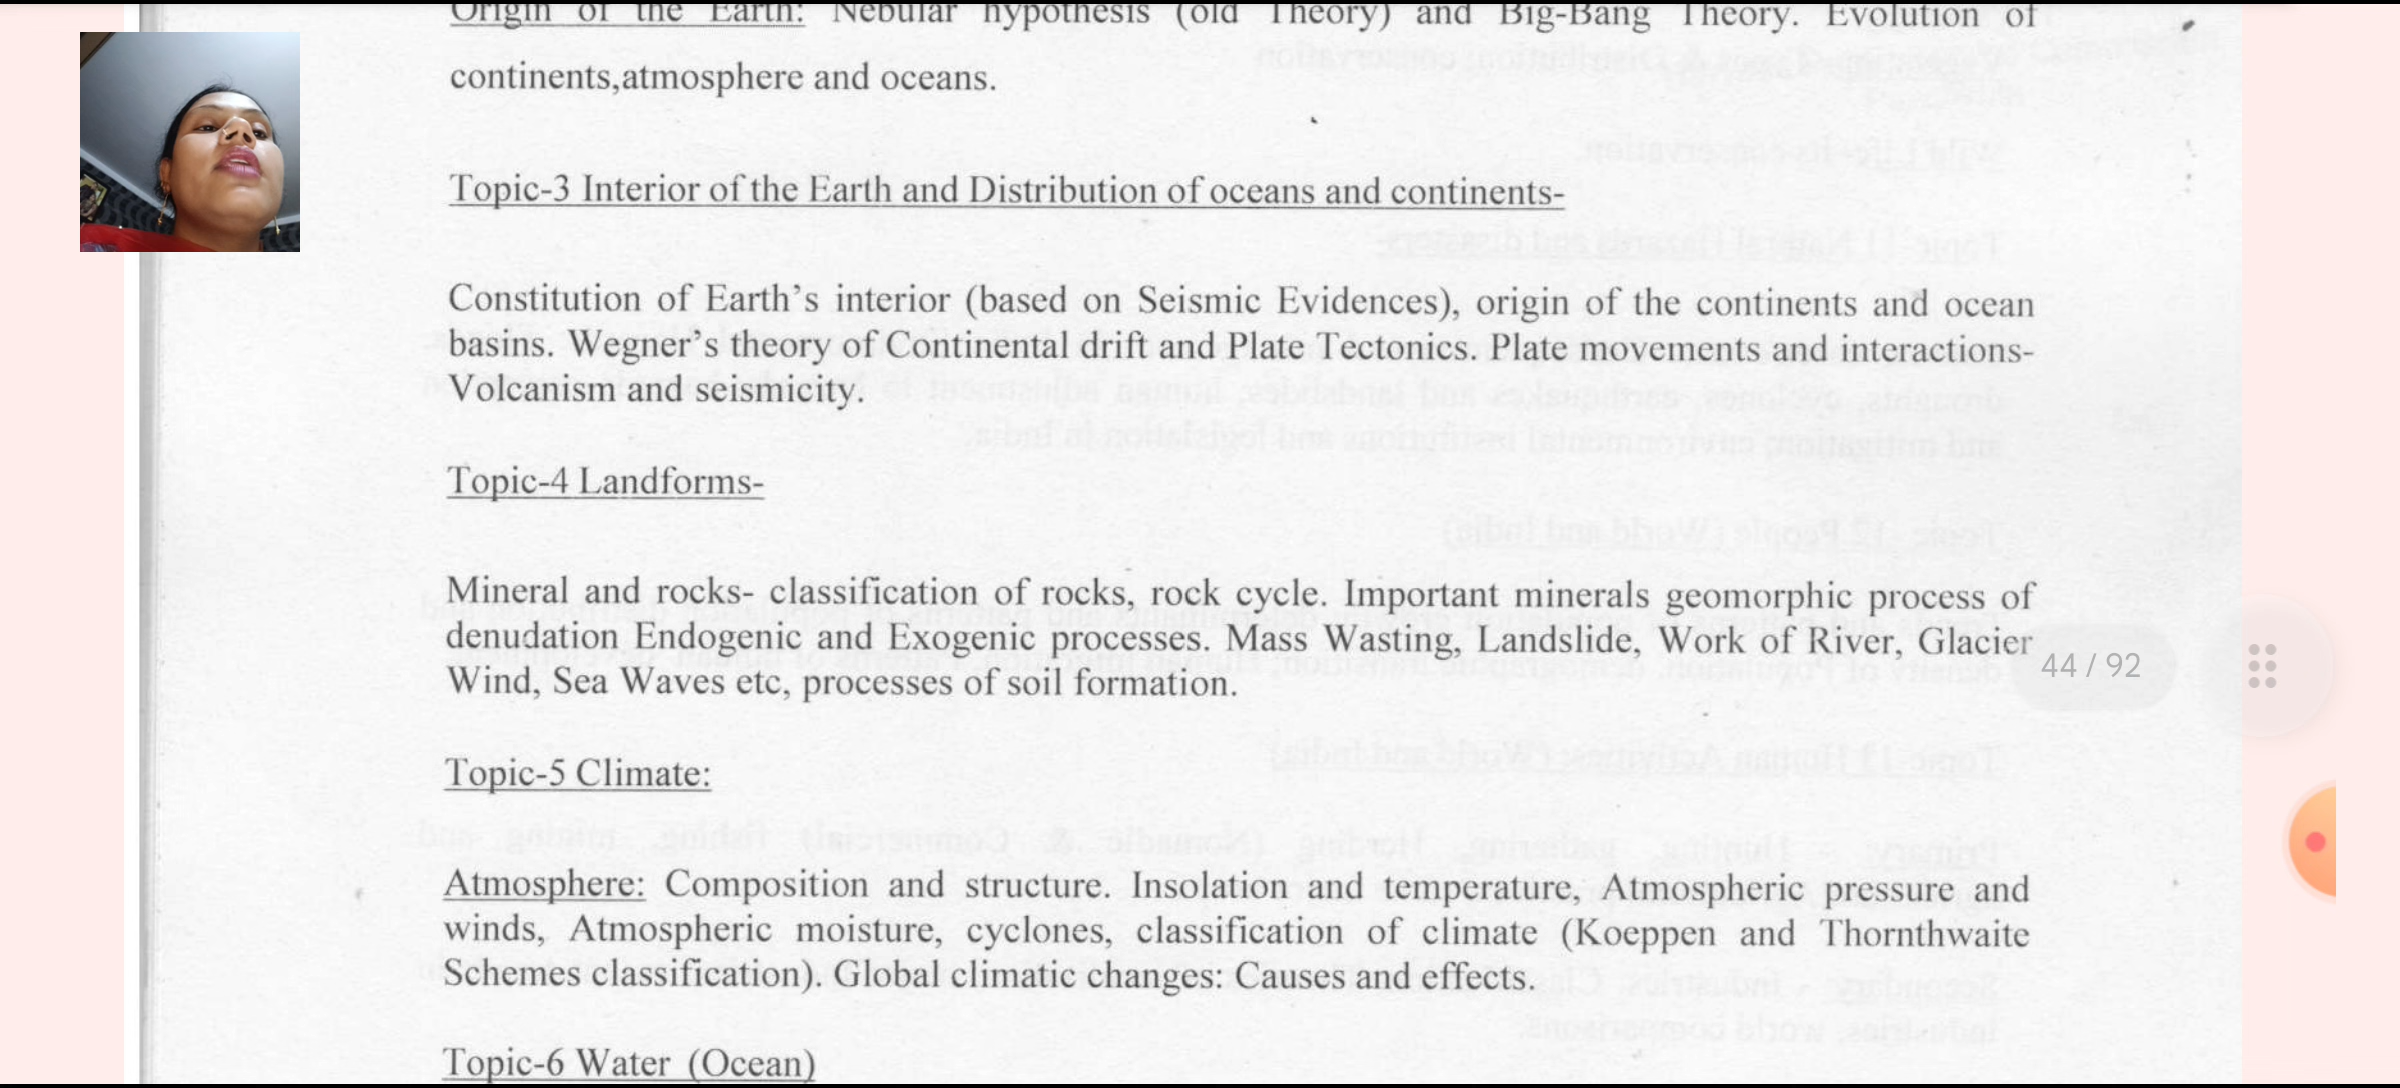 Origin of the Earth: Nebular hypothesis (old Theory) and Big-Bang Theory. Evolution of
continents,atmosphere and oceans.
Topic-3 Interior of the Earth and Distribution of oceans and continents-
Constitution of Earth's interior (based on Seismic Evidences), origin of the continents and ocean
basins. Wegner's theory of Continental drift and Plate Tectonics. Plate movements and interactions-
Volcanism and seismicity.
Topic-4 Landforms-
Mineral and rocks- classification of rocks, rock cycle. Important minerals geomorphic process of
denudation Endogenic and Exogenic processes. Mass Wasting, Landslide, Work of River, Glacier
Wind, Sea Waves etc, processes of soil formation.
44 / 92
Topic-5 Climate:
Atmosphere: Composition and structure. Insolation and temperature, Atmospheric pressure and
winds, Atmospheric moisture, cyclones, classification of climate (Koeppen and Thornthwaite
Schemes classification). Global climatic changes: Causes and effects.
Topic-6 Water (Ocean)